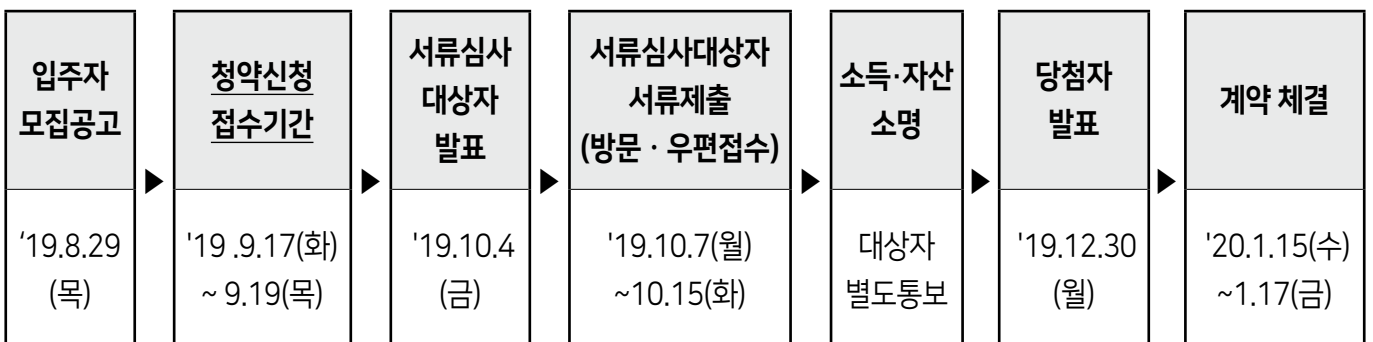 입주자
모집공고
'19.8.29
(목)
▶
청약신청
접수기간
'19 .9.17(화)
~ 9.19(목)
▶
서류심사
대상자
발표
'19.10.4
(금)
▶
서류심사대상자
서류제출
(방문 · 우편접수)
'19.10.7(월)
~10.15(화)
▶
소득·자산
소명
대상자
별도통보
▶
당첨자
발표
'19.12.30
(월)
▶
계약 체결
'20.1.15(수)
~1.17(금)